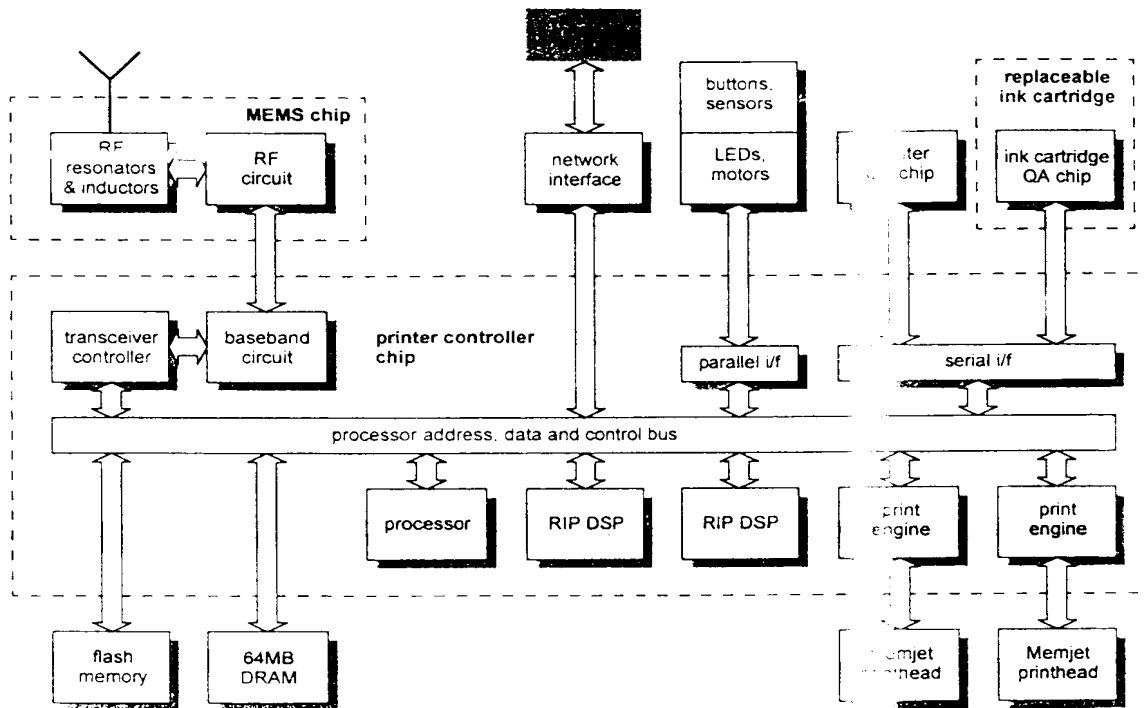 buttons,
sensors
replaceable
ink cartridge
MEMS chip
RF
resonators
& inductors
RF
circuit
network
interface
LEDs,
motors
chip
ink cartridge
QA chip
transceiver
controller
baseband
circuit
printer controller
chip
parallel i/f
serial i/f
processor address, data and control bus
processor
RIP DSP
RIP DSP
print
engine
print
engine
flash
memory
64MB
DRAM
Memjet
printhead